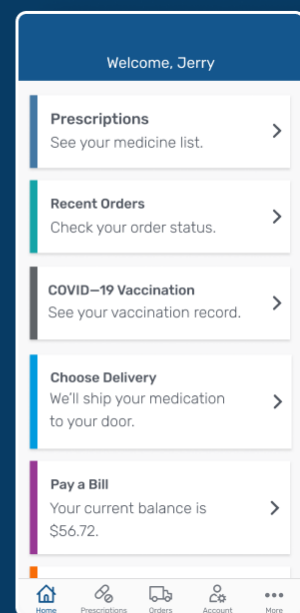 Welcome, Jerry
Prescriptions
See your medicine list.
Recent Orders
Check your order status.
COVID–19 Vaccination
See your vaccination record.
Choose Delivery
We'll ship your medication
to your door.
Pay a Bill
Your current balance is
$56.72.
Home Prescriptions Orders Account More